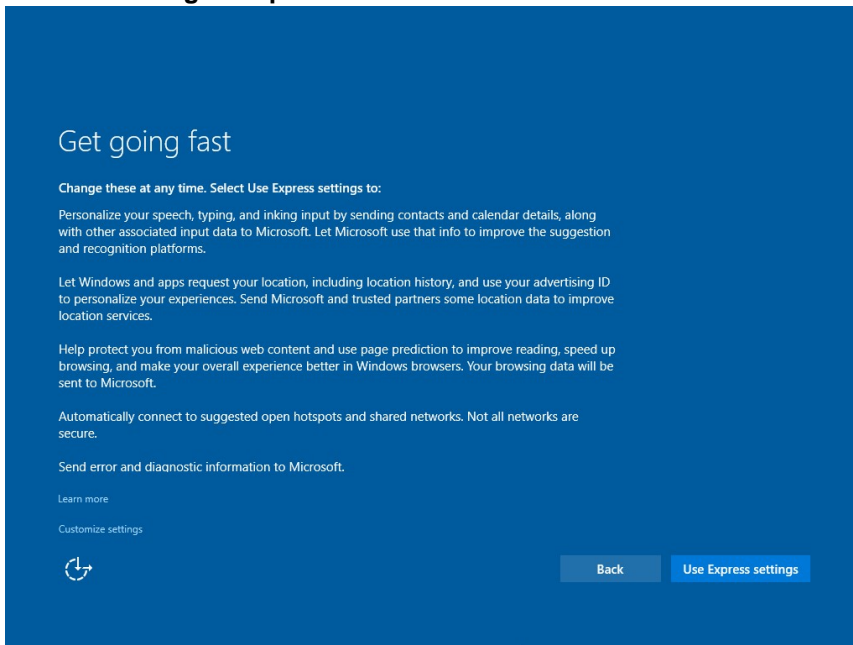 Get going fast
Change these at any time. Select Use Express settings to:
Personalize your speech, typing, and inking input by sending contacts and calendar details, along
with other associated input data to Microsoft. Let Microsoft use that info to improve the suggestion
and recognition platforms.
Let Windows and apps request your location, including location history, and use your advertising ID
to personalize your experiences. Send Microsoft and trusted partners some location data to improve
location services.
Help protect you from malicious web content and use page prediction to improve reading, speed up
browsing, and make your overall experience better in Windows browsers. Your browsing data will be
sent to Microsoft.
Automatically connect to suggested open hotspots and shared networks. Not all networks are
secure.
Send error and diagnostic information to Microsoft.
Learn more
Customize settings
Back
Use Express settings